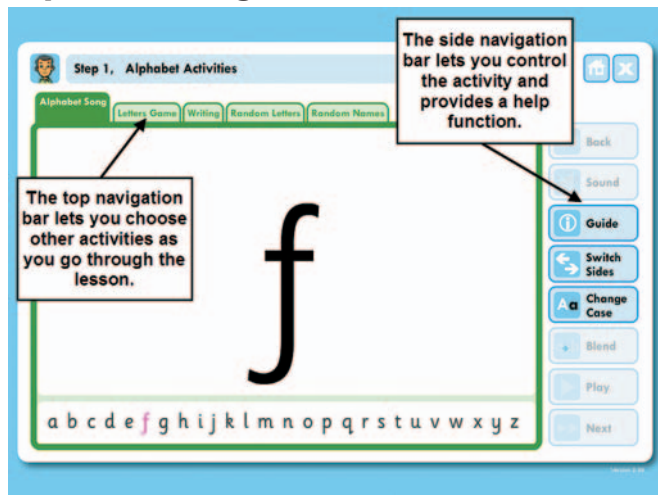 Step 1, Alphabet Activities
The side navigation
bar lets you control
the activity and
provides a help
function.
Alphabet Song
Letters Game
Writing
Random Letters
Random Names
The top navigation
bar lets you choose
other activities as
you go through the
lesson.
f
Back
Sound
Guide
Switch
Sides
Aa Change
Case
Blend
Play
Next
a b c d e f g h i j k l m n o p q r s t u v w x y z